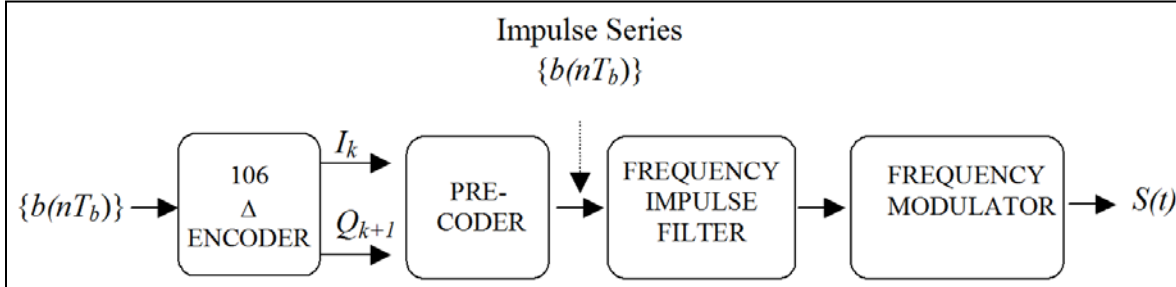 Impulse Series
{b(nT_b)}
{b(nT_b)}
106
Δ
ENCODER
I_k
Q_{k+1}
PRE-
CODER
FREQUENCY
IMPULSE
FILTER
FREQUENCY
MODULATOR
S(t)